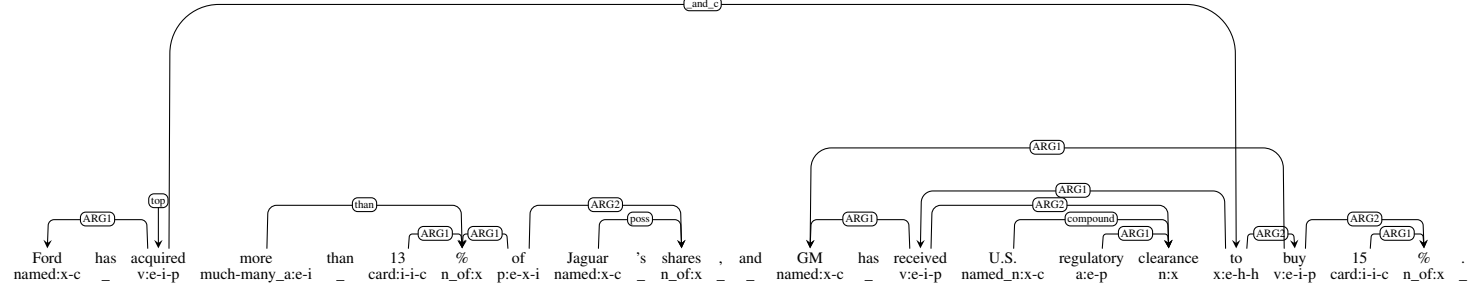 _and_c
ARG1
top
ARG1
ARG1
than
ARG2
ARG2
ARG1
poss
ARG1
compound
ARG2
ARG1
ARG1
ARG1
ARG2
ARG1
Ford has acquired more than 13 % of Jaguar 's shares , and GM has received U.S. regulatory clearance to buy 15 % .
named:x-c _ v:e-i-p much-many_a:e-i _ card:i-i-c n_of:x p:e-x-i named:x-c _ n_of:x _ _ named:x-c _ v:e-i-p named_n:x-c a:e-p n:x x:e-h-h v:e-i-p card:i-i-c n_of:x _